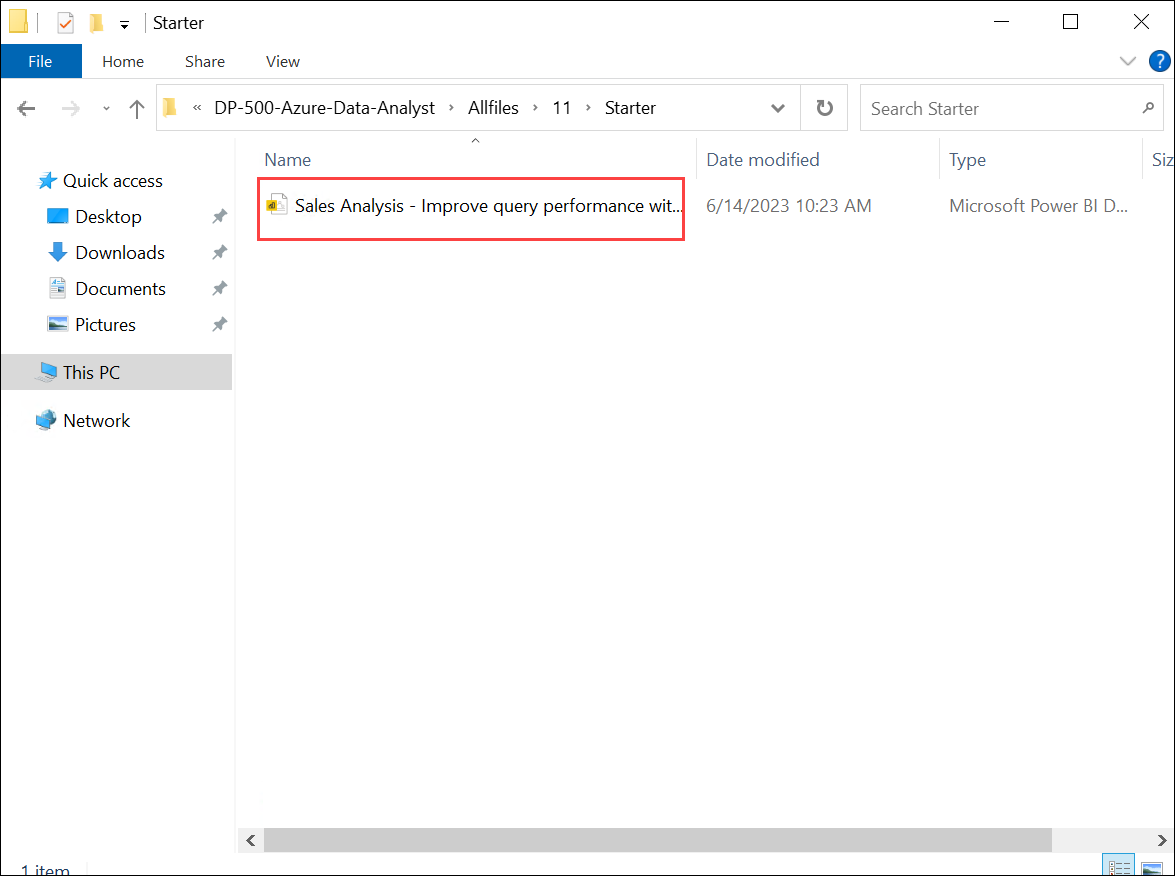 Starter
File Home Share View
?
« DP-500-Azure-Data-Analyst › Allfiles › 11 › Starter
Search Starter
Name Date modified Type Siz
Quick access
Sales Analysis - Improve query performance wit... 6/14/2023 10:23 AM Microsoft Power BI D...
Desktop
Downloads
Documents
Pictures
This PC
Network
1 item